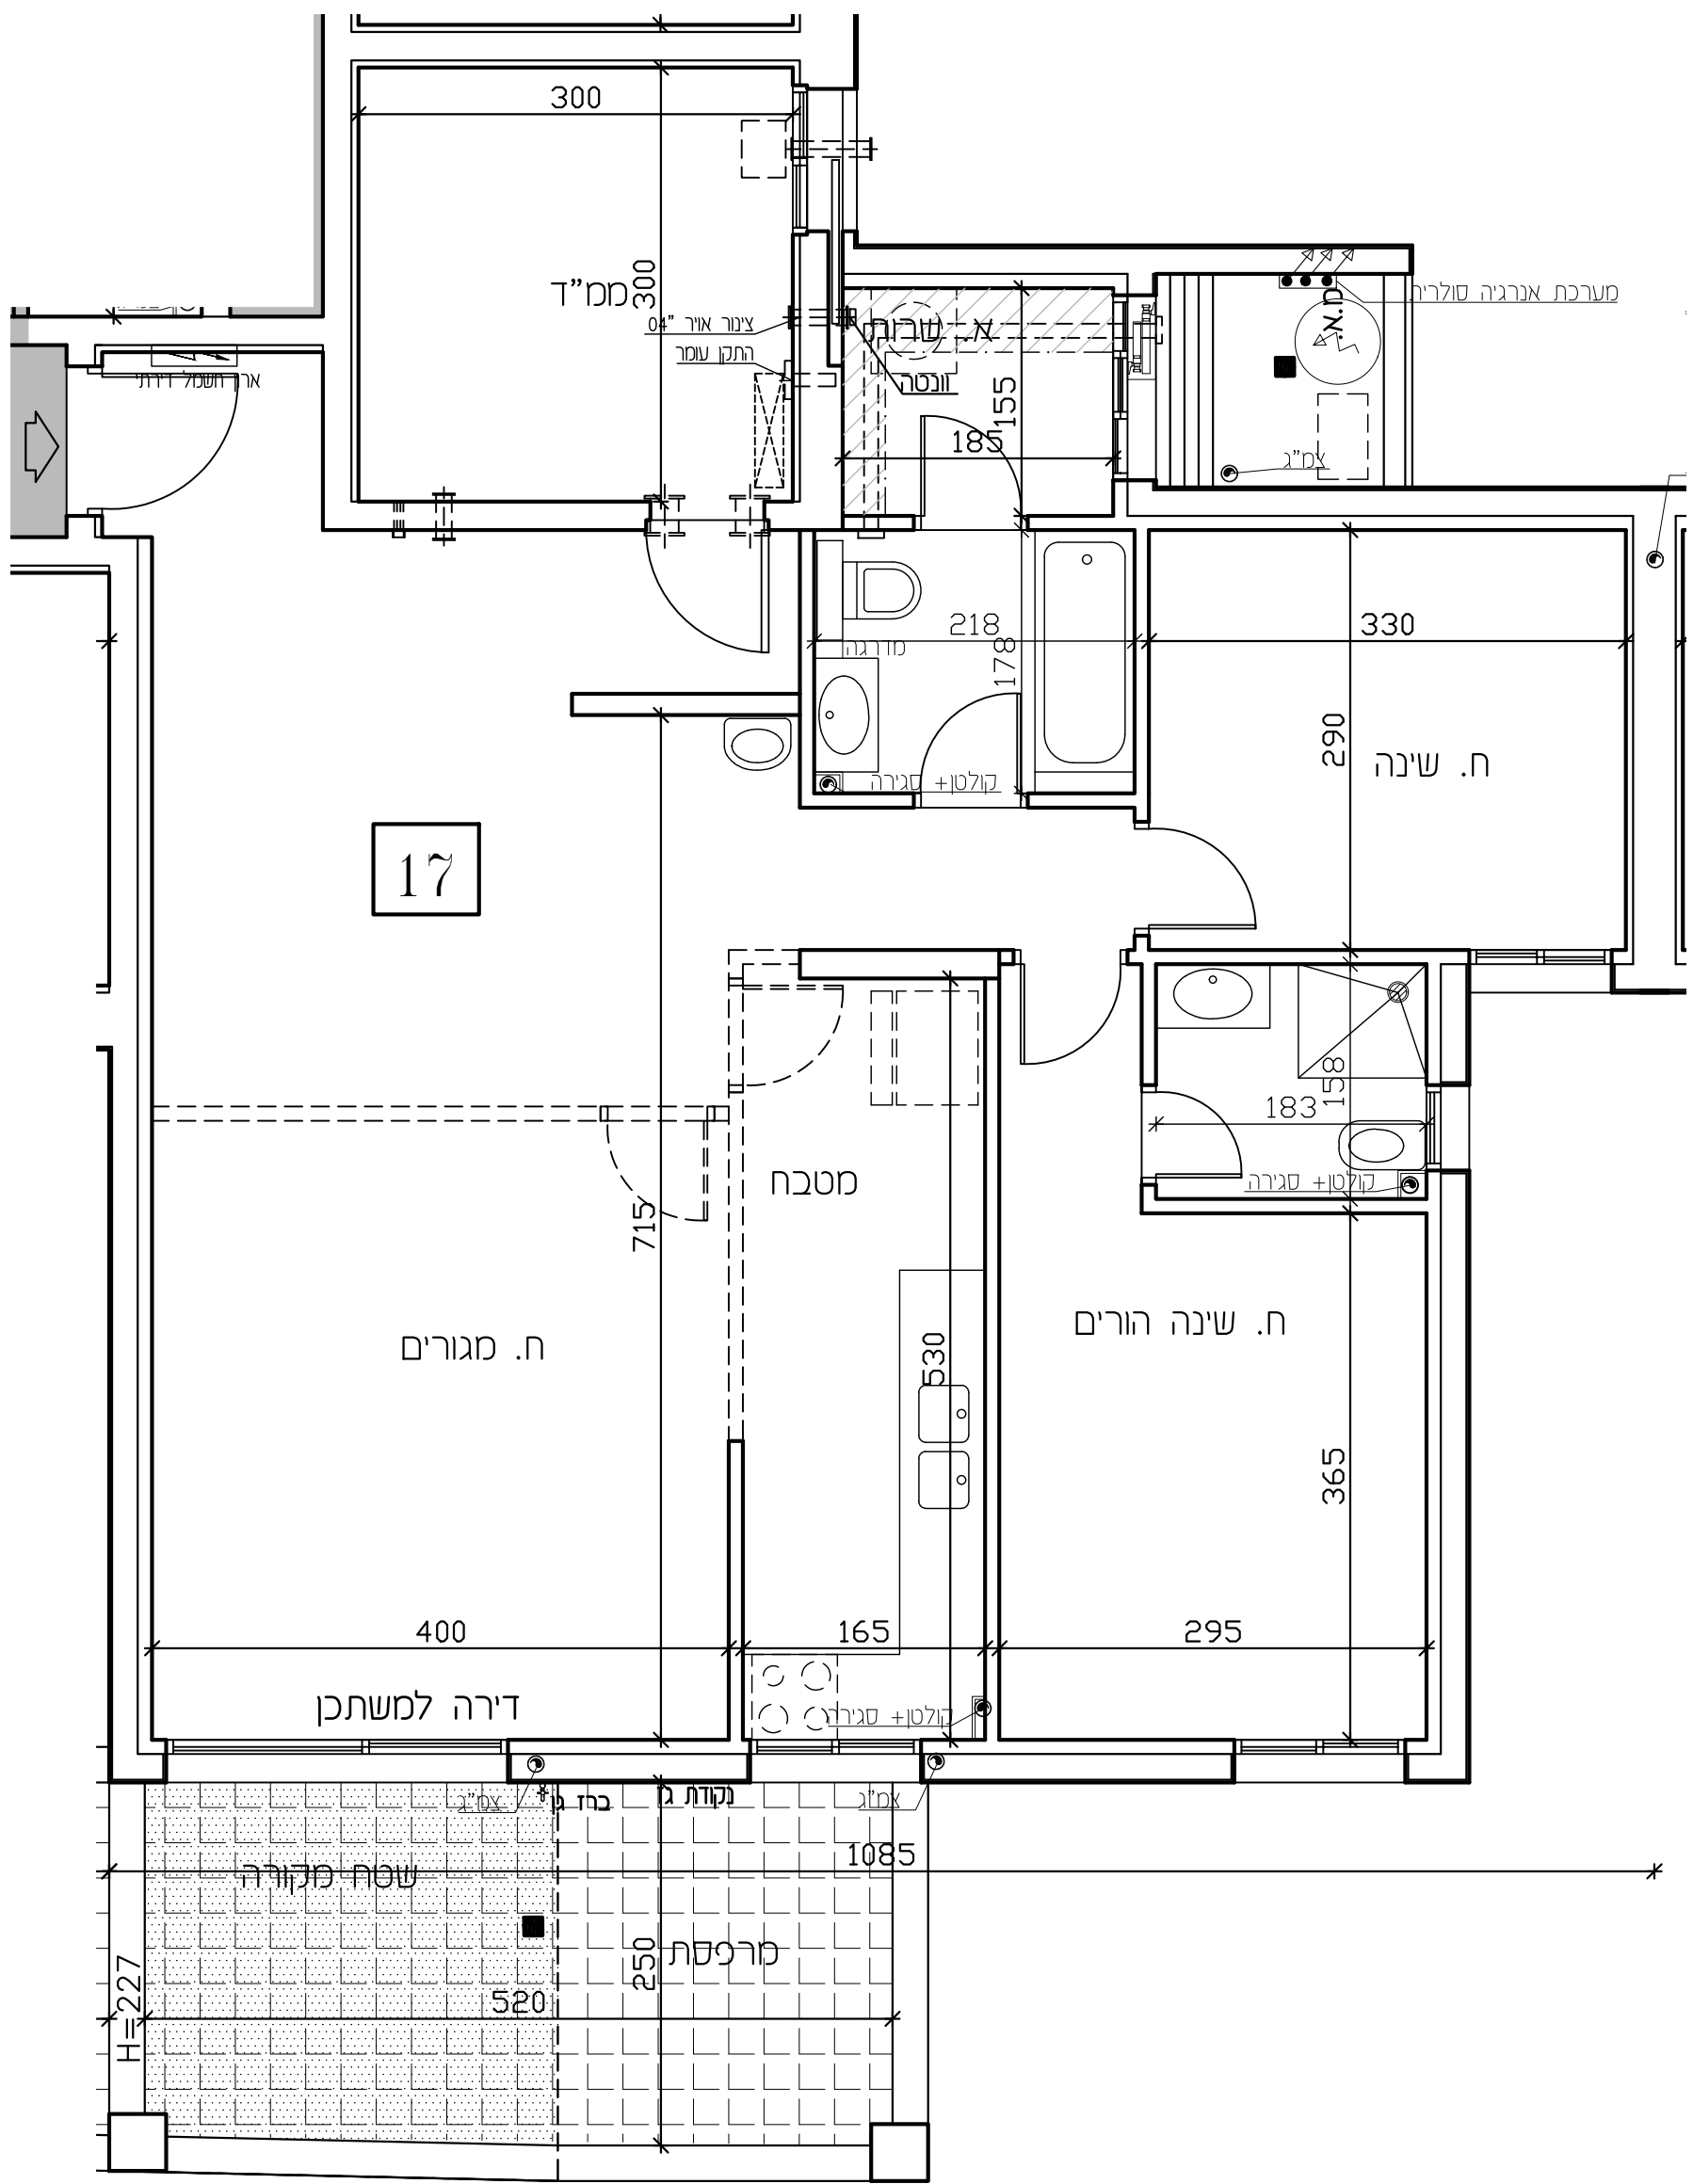 300
ממ"ד
300
צינור אויר "04
התקן עומר
ארון חשמל דירתי
א. שרות
וונטה
155
185
מ.א.
מערכת אנרגיה סולרית
צמ"ג
218
178
מדרגה
קולטן+ סגירה
330
290
ח. שינה
17
158
183
קולטן+ סגירה
מטבח
715
ח. מגורים
530
ח. שינה הורים
365
400
165
295
דירה למשתכן
קולטן+ סגירה
צמ"ג
ברז גן
נקודת גז
צמ"ג
1085
שטח מקורה
מרפסת
250
520
H=227